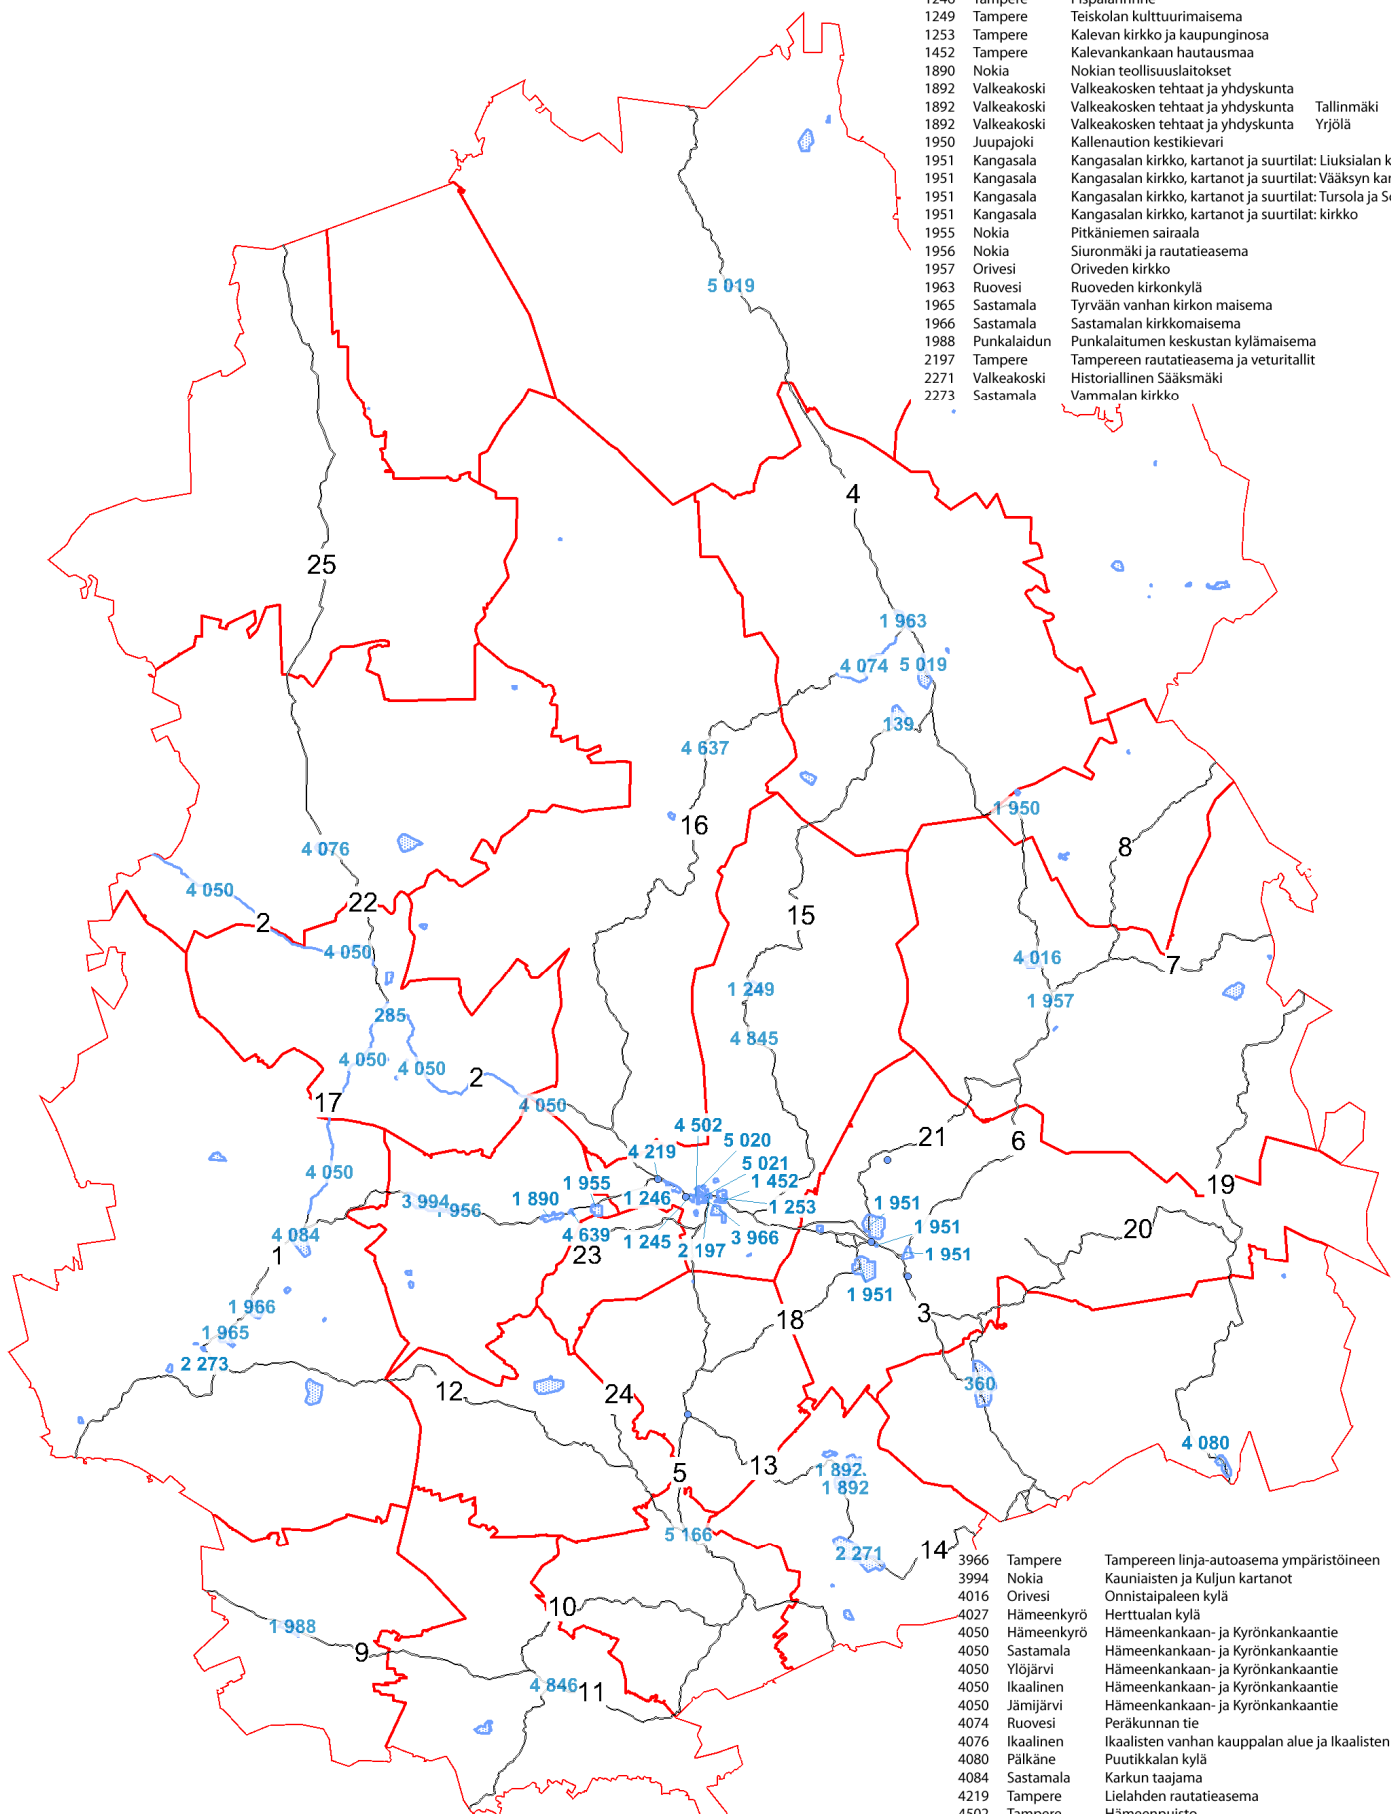 1246 Tampere Pispalanrinne
1249 Tampere Teiskolan kulttuurimaisema
1253 Tampere Kalevan kirkko ja kaupunginosa
1452 Tampere Kalevankankaan hautausmaa
1890 Nokia Nokian teollisuuslaitokset
1892 Valkeakoski Valkeakosken tehtaat ja yhdyskunta
1892 Valkeakoski Valkeakosken tehtaat ja yhdyskunta Tallinmäki
1892 Valkeakoski Valkeakosken tehtaat ja yhdyskunta Yrjölä
1950 Juupajoki Kallenaution kestikievari
1951 Kangasala Kangasalan kirkko, kartanot ja suurtilat: Liuksialan k
1951 Kangasala Kangasalan kirkko, kartanot ja suurtilat: Vääksyn kar
1951 Kangasala Kangasalan kirkko, kartanot ja suurtilat: Tursola ja S
1951 Kangasala Kangasalan kirkko, kartanot ja suurtilat: kirkko
1955 Nokia Pitkäniemen sairaala
1956 Nokia Siuronmäki ja rautatieasema
1957 Orivesi Oriveden kirkko
1963 Ruovesi Ruoveden kirkonkylä
1965 Sastamala Tyrvään vanhan kirkon maisema
1966 Sastamala Sastamalan kirkkomaisema
1988 Punkalaidun Punkalaitumen keskustan kylämaisema
2197 Tampere Tampereen rautatieasema ja veturitallit
2271 Valkeakoski Historiallinen Sääksmäki
2273 Sastamala Vammalan kirkko
5 019
4
25
1 963
4 074 5 019
139
4 637
1 950
16
8
4 076
4 050
22
2
15
4 050
4 016
7
1 249
1 957
285
4 845
4 050
4 050
2
17
4 050
4 502
5 020
21
6
4 219
5 021
4 050
1 452
1 955
19
3 994
1 956
1 890
1 246
1 253
1 951
1 951
20
4 084
4 639
1 245
3 966
2 197
1
23
1 951
1 951
1 966
18
3
1 965
2 273
12
24
360
4 080
5
13
1 892
1 892
5 166
2 271
14
10
1 988
9
4 846
11
3966 Tampere Tampereen linja-autoasema ympäristöineen
3994 Nokia Kauniaisten ja Kuljun kartanot
4016 Orivesi Onnistaipaleen kylä
4027 Hämeenkyrö Herttualan kylä
4050 Hämeenkyrö Hämeenkankaan- ja Kyrönkankaantie
4050 Sastamala Hämeenkankaan- ja Kyrönkankaantie
4050 Ylöjärvi Hämeenkankaan- ja Kyrönkankaantie
4050 Ikaalinen Hämeenkankaan- ja Kyrönkankaantie
4050 Jämijärvi Hämeenkankaan- ja Kyrönkankaantie
4074 Ruovesi Peräkunnan tie
4076 Ikaalinen Ikaalisten vanhan kauppalan alue ja Ikaalisten
4080 Pälkäne Puutikkalan kylä
4084 Sastamala Karkun taajama
4219 Tampere Lielahden rautatieasema
4502 Tampere Hämeenpuisto